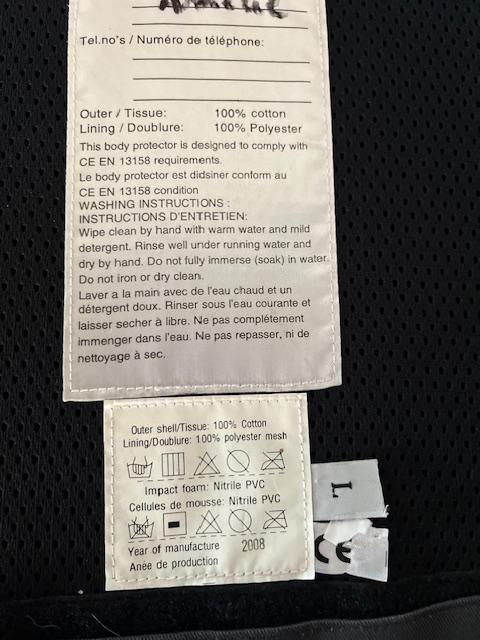 Tel.no's / Numéro de téléphone:
Outer / Tissue: 100% cotton
Lining / Doublure: 100% Polyester
This body protector is designed to comply with
CE EN 13158 requirements.
Le body protector est didsiner conform au
CE EN 13158 condition
WASHING INSTRUCTIONS :
INSTRUCTIONS D'ENTRETIEN:
Wipe clean by hand with warm water and mild
detergent. Rinse well under running water and
dry by hand. Do not fully immerse (soak) in water.
Do not iron or dry clean.
Laver a la main avec de l'eau chaud et un
détergent doux. Rinser sous l'eau courante et
laisser secher à libre. Ne pas complétement
immenger dans l'eau. Ne pas repasser, ni de
nettoyage à sec.
Outer shell/Tissue: 100% Cotton
Lining/Doublure: 100% polyester mesh
Impact foam: Nitrile PVC
Cellules de mousse: Nitrile PVC
Year of manufacture 2008
Anée de production
L
CE